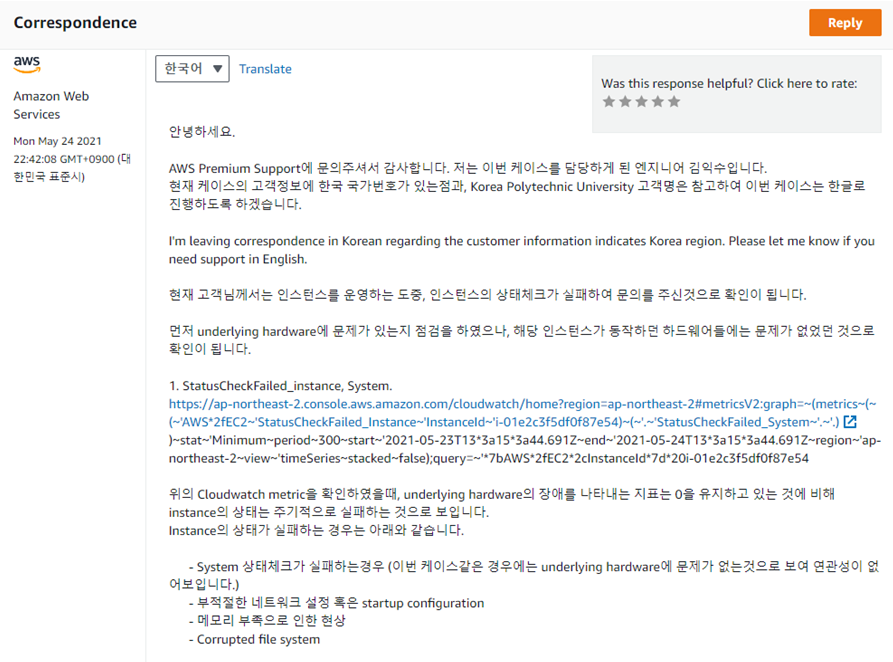 Correspondence
Reply
aws
한국어 ▼ Translate
Amazon Web
Services
Mon May 24 2021
22:42:08 GMT+0900 (대
한민국 표준시)
Was this response helpful? Click here to rate:
안녕하세요.
AWS Premium Support에 문의주셔서 감사합니다. 저는 이번 케이스를 담당하게 된 엔지니어 김익수입니다.
현재 케이스의 고객정보에 한국 국가번호가 있는점과, Korea Polytechnic University 고객명은 참고하여 이번 케이스는 한글로
진행하도록 하겠습니다.
I'm leaving correspondence in Korean regarding the customer information indicates Korea region. Please let me know if you
need support in English.
현재 고객님께서는 인스턴스를 운영하는 도중, 인스턴스의 상태체크가 실패하여 문의를 주신것으로 확인이 됩니다.
먼저 underlying hardware에 문제가 있는지 점검을 하였으나, 해당 인스턴스가 동작하던 하드웨어들에는 문제가 없었던 것으로
확인이 됩니다.
1. StatusCheckFailed_instance, System.
https://ap-northeast-2.console.aws.amazon.com/cloudwatch/home?region=ap-northeast-2#metricsV2:graph=~(metrics~(~
(~'AWS*2fEC2~'StatusCheckFailed_Instance~'InstanceId~'i-01e2c3f5df0f87e54)~(~'.~'StatusCheckFailed_System~'.~'.)
)~stat~'Minimum~period~300~start~'2021-05-23T13*3a15*3a44.691Z~end~'2021-05-24T13*3a15*3a44.691Z~region~'ap-
northeast-2~view~'timeSeries~stacked~false);query=~'*7bAWS*2fEC2*2cInstanceId*7d*20i-01e2c3f5df0f87e54
위의 Cloudwatch metric을 확인하였을때, underlying hardware의 장애를 나타내는 지표는 0을 유지하고 있는 것에 비해
instance의 상태는 주기적으로 실패하는 것으로 보입니다.
Instance의 상태가 실패하는 경우는 아래와 같습니다.
- System 상태체크가 실패하는경우 (이번 케이스같은 경우에는 underlying hardware에 문제가 없는것으로 보여 연관성이 없
어보입니다.)
- 부적절한 네트워크 설정 혹은 startup configuration
- 메모리 부족으로 인한 현상
- Corrupted file system